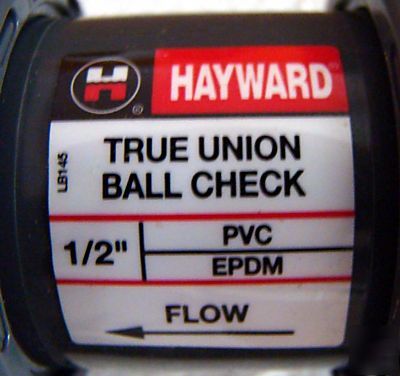 H ®
HAYWARD
LB145
TRUE UNION
BALL CHECK
1/2"
PVC
EPDM
FLOW